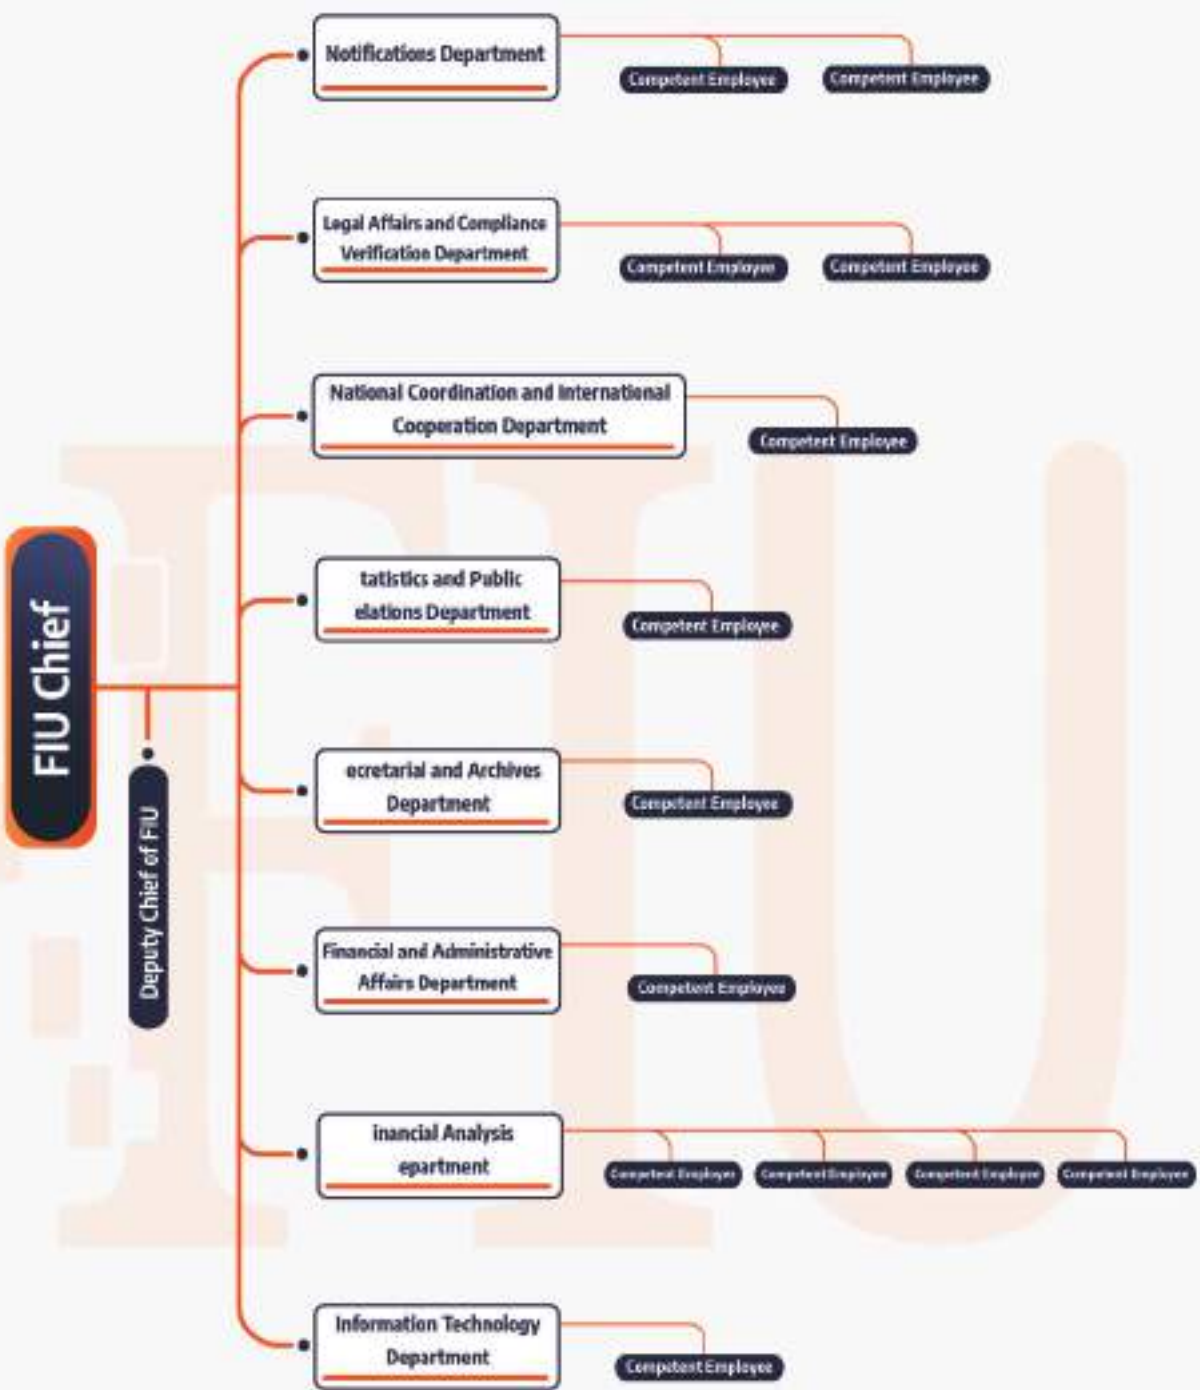 Notifications Department
Competent Employee
Competent Employee
Legal Affairs and Compliance
Verification Department
Competent Employee
Competent Employee
National Coordination and International
Cooperation Department
Competent Employee
tatistics and Public
elations Department
Competent Employee
FIU Chief
Deputy Chief of FIU
ecretarial and Archives
Department
Competent Employee
Financial and Administrative
Affairs Department
Competent Employee
inancial Analysis
epartment
Competent Employee
Competent Employee
Competent Employee
Competent Employee
Information Technology
Department
Competent Employee
FIU